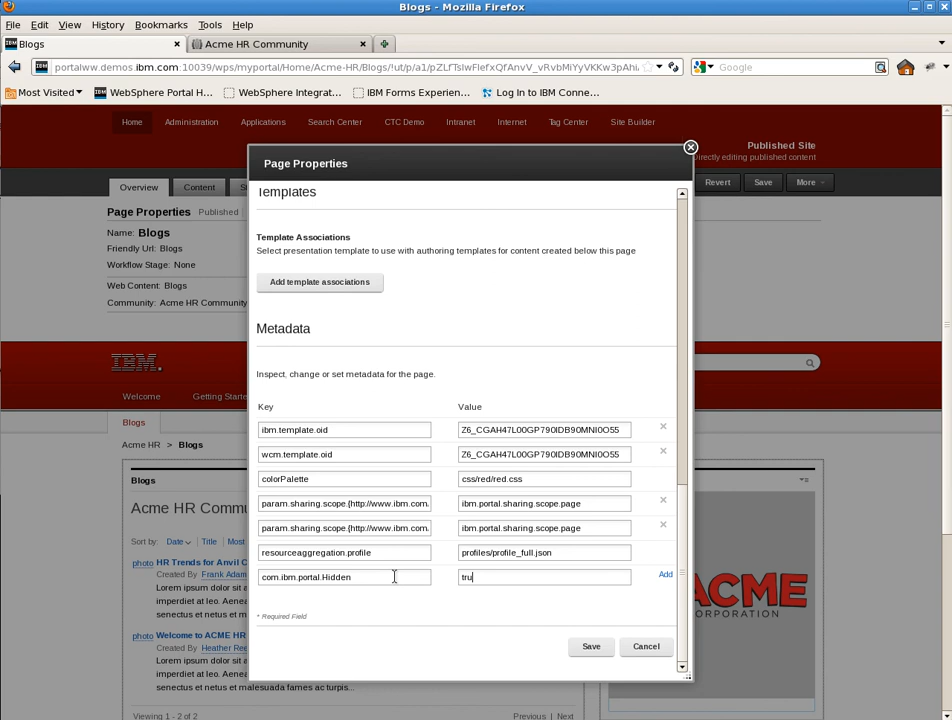 Blogs - Mozilla Firefox
File Edit View History Bookmarks Tools Help
Blogs
Acme HR Community
portalww.demos.ibm.com:10039/wps/myportal/Home/Acme-HR/Blogs/!ut/p/a1/
Google
Most Visited WebSphere Portal H... WebSphere Integrat... IBM Forms Experien... Log In to IBM Conne...
Home Administration Applications Search Center CTC Demo Intranet Internet Tag Center Site Builder
Published Site
Directly editing published content
Page Properties
Overview Content Revert Save More
Page Properties Published
Name: Blogs
Friendly Url: Blogs
Workflow Stage: None
Web Content: Blogs
Community: Acme HR Community
Templates
Template Associations
Select presentation template to use with authoring templates for content created below this page
Add template associations
Metadata
Inspect, change or set metadata for the page.
Key Value
ibm.template.oid Z6_CGAH47L00GP790IDB90MNI0O55
wcm.template.oid Z6_CGAH47L00GP790IDB90MNI0O55
colorPalette css/red/red.css
param.sharing.scope.{http://www.ibm.com. ibm.portal.sharing.scope.page
param.sharing.scope.{http://www.ibm.com. ibm.portal.sharing.scope.page
resourceaggregation.profile profiles/profile_full.json
com.ibm.portal.Hidden tru Add
* Required Field
Save Cancel
IBM.
Welcome Getting Starte
Blogs
Acme HR > Blogs
Blogs
Acme HR Commu
Sort by: Date Title Most
photo HR Trends for Anvil C
Created By Frank Adam
Lorem ipsum dolor sit a
imperdiet at leo. Aenea
senectus et netus et m
photo Welcome to ACME HR
Created By Heather Ree
Lorem ipsum dolor sit a
imperdiet at leo. Aenea
senectus et netus et malesuada fames ac turpis...
Viewing 1 - 2 of 2 Previous | Next
ACME
CORPORATION